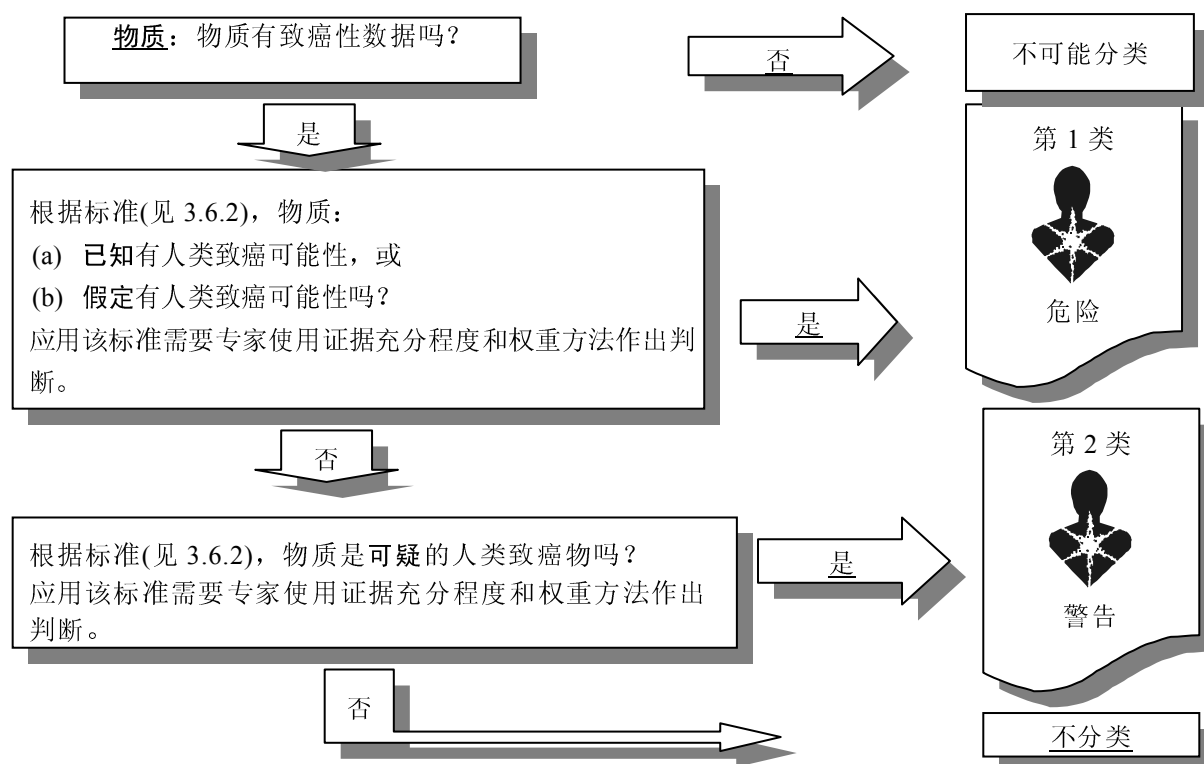 物质：物质有致癌性数据吗？
否
不可能分类
是
第 1 类
危险
根据标准(见 3.6.2)，物质：
(a) 已知有人类致癌可能性，或
(b) 假定有人类致癌可能性吗？
应用该标准需要专家使用证据充分程度和权重方法作出判
断。
是
否
第 2 类
警告
根据标准(见 3.6.2)，物质是可疑的人类致癌物吗？
应用该标准需要专家使用证据充分程度和权重方法作出
判断。
是
否
不分类